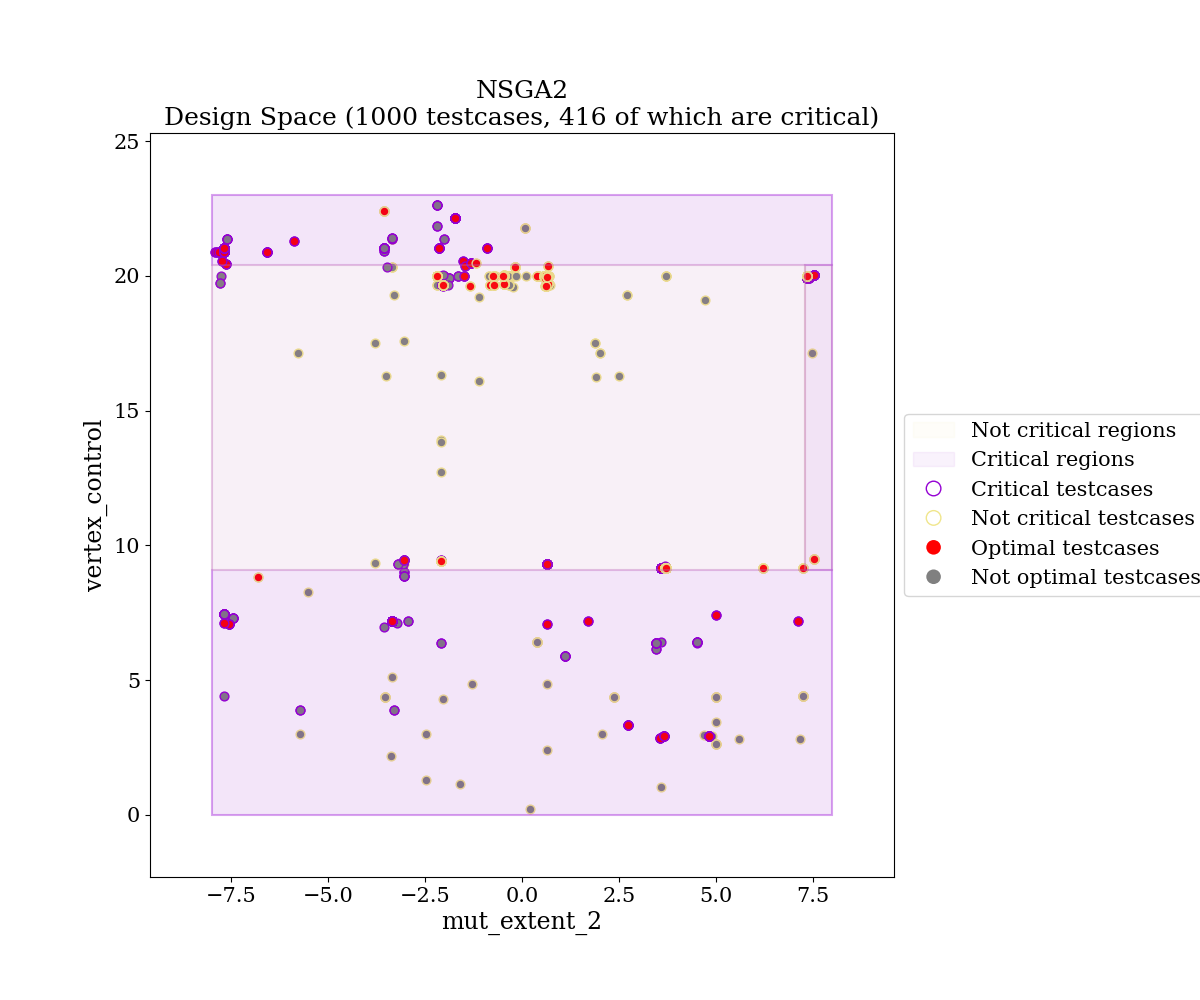 NSGA2
Design Space (1000 testcases, 416 of which are critical)
25
20
15
10
5
0
vertex_control
−7.5
−5.0
−2.5
0.0
2.5
5.0
7.5
mut_extent_2
Not critical regions
Critical regions
Critical testcases
Not critical testcases
Optimal testcases
Not optimal testcases